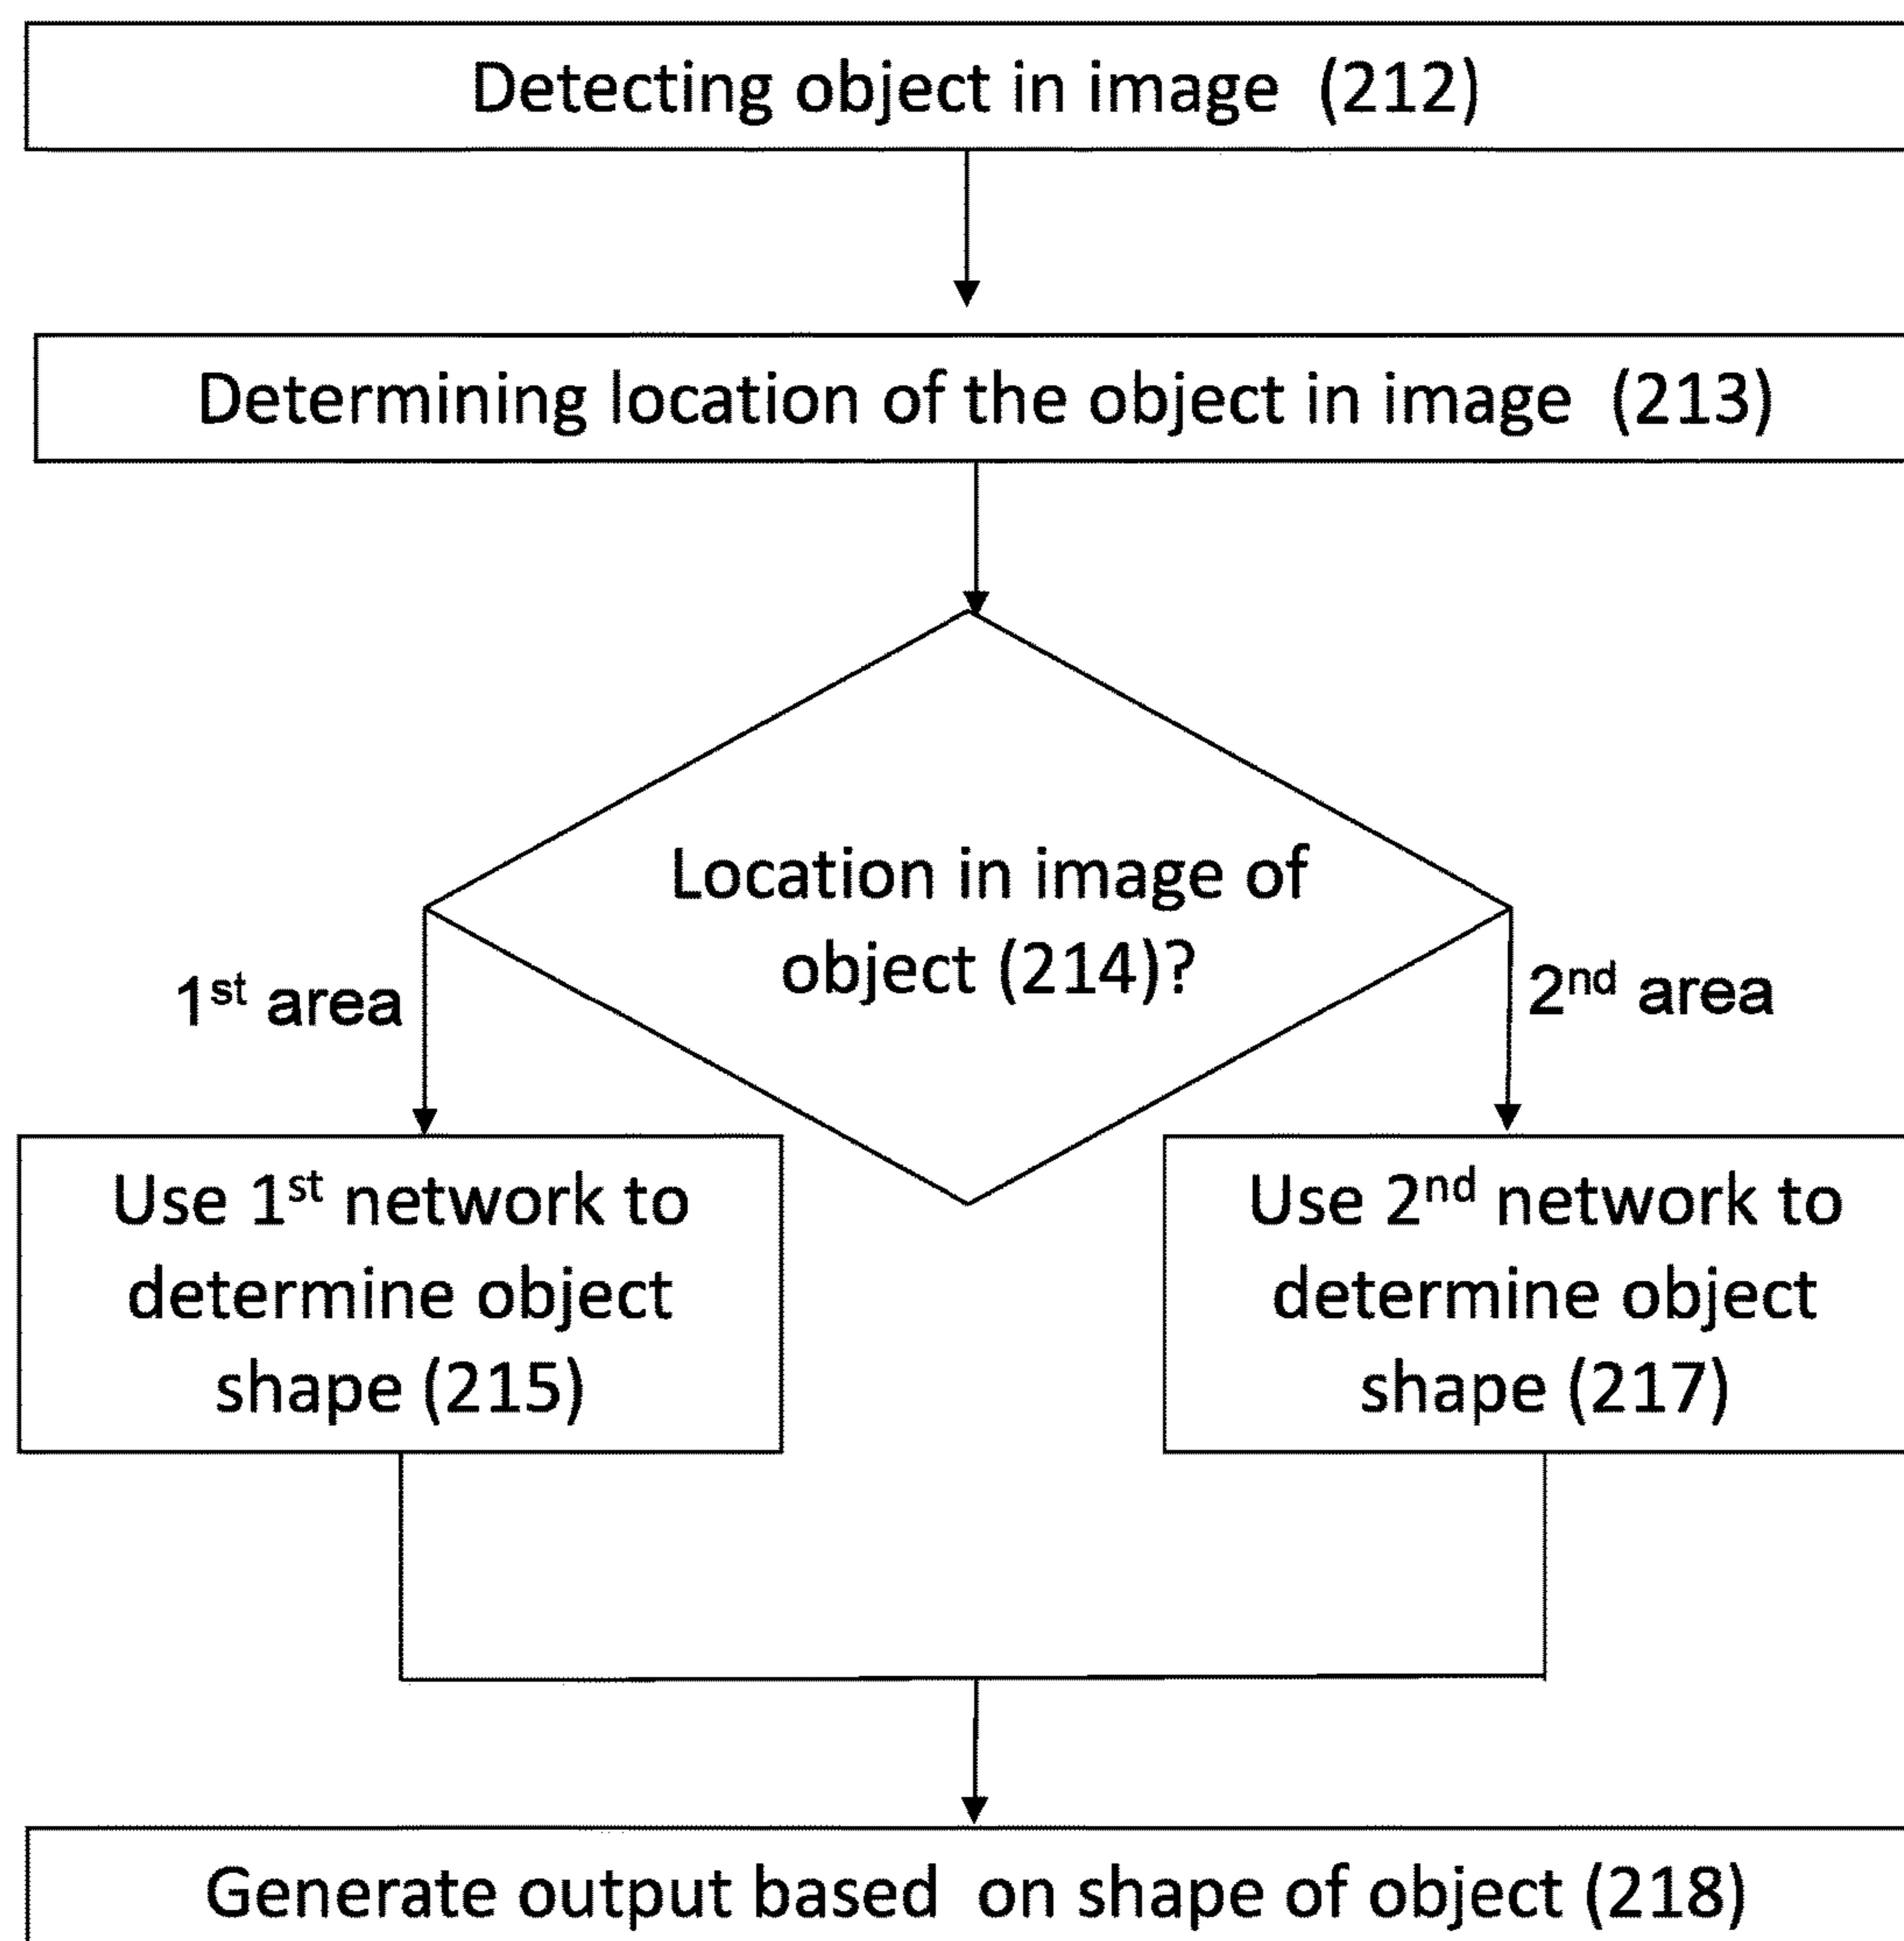 Detecting object in image (212)
Determining location of the object in image (213)
Location in image of
object (214)?
1st area
2nd area
Use 1st network to
determine object
shape (215)
Use 2nd network to
determine object
shape (217)
Generate output based on shape of object (218)